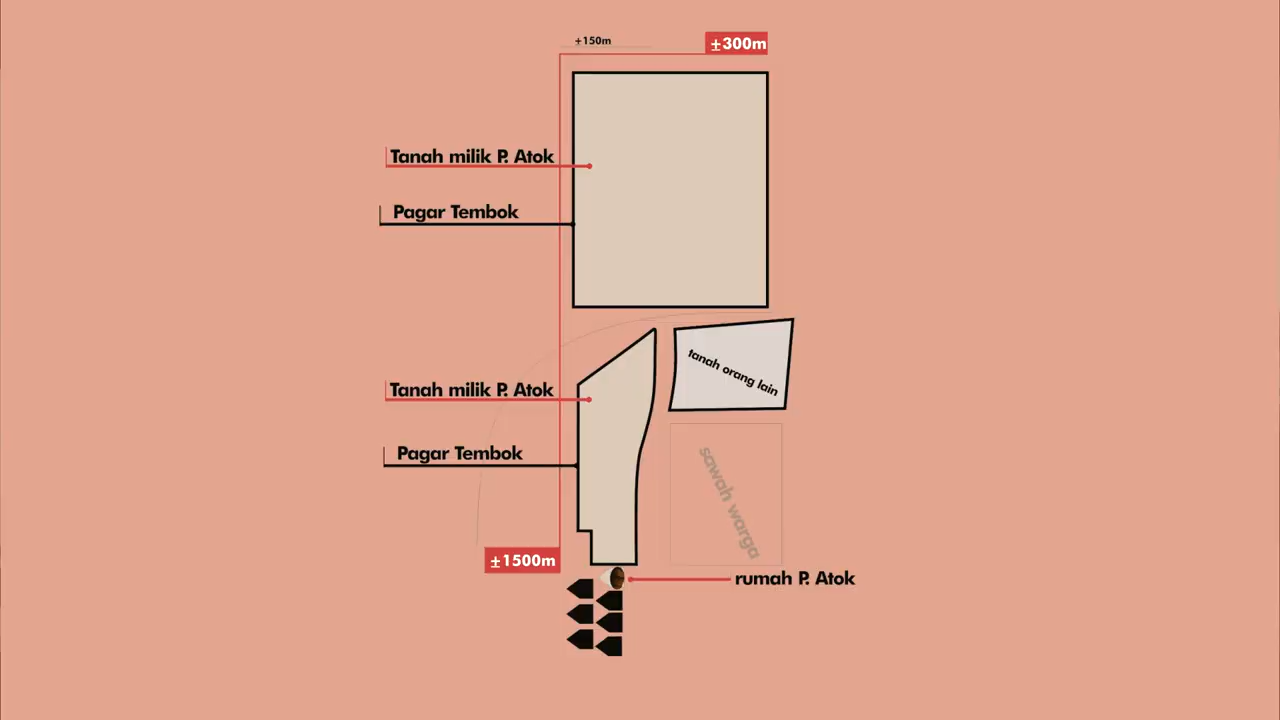 ±150m
±300m
Tanah milik P. Atok
Pagar Tembok
tanah orang lain
Tanah milik P. Atok
Pagar Tembok
sawah warga
±1500m
rumah P. Atok